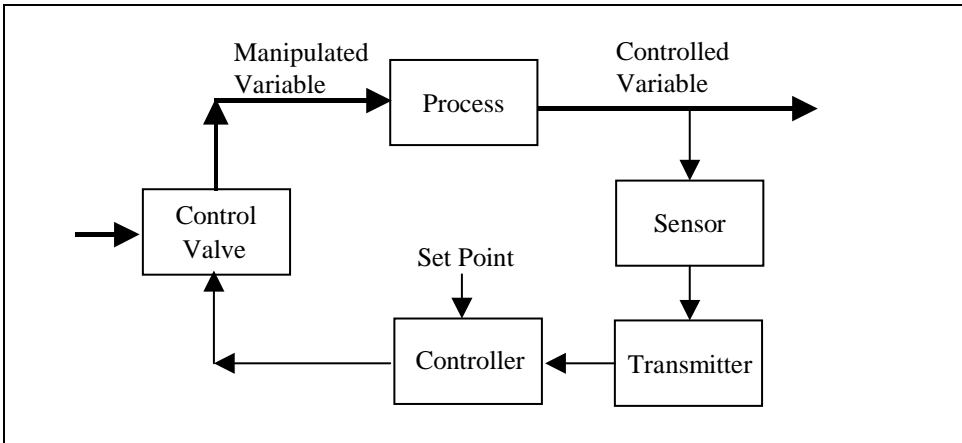 Manipulated
Variable
Controlled
Variable
Process
Control
Valve
Sensor
Set Point
Controller
Transmitter